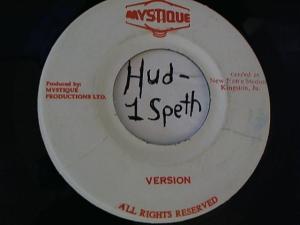 MYSTIQUE
Produced by:
MYSTIQUE
PRODUCTIONS LTD.
Hud-
1 Speth
Kingston, Ja.
VERSION
ALL RIGHTS RESERVED